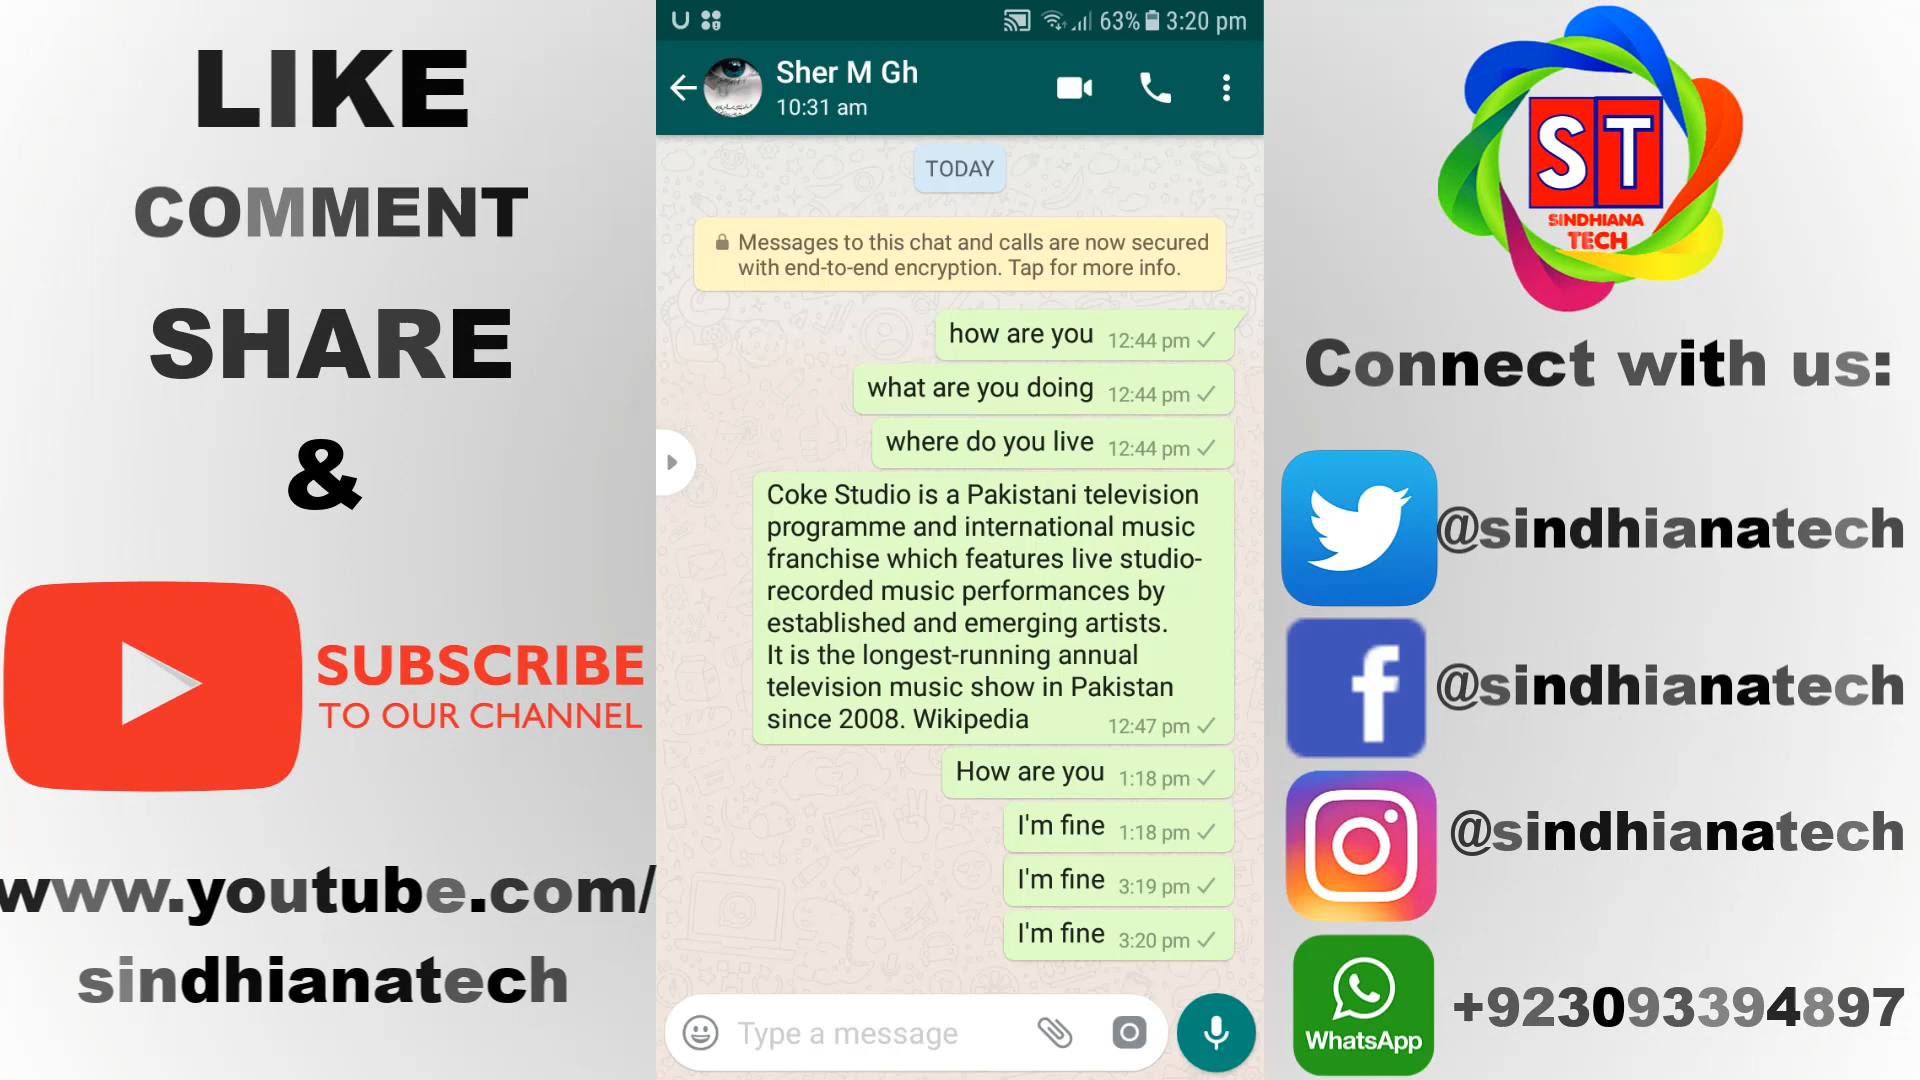 LIKE
COMMENT
SHARE
&
SUBSCRIBE
TO OUR CHANNEL
www.youtube.com/
sindhianatech
63% 3:20 pm
Sher M Gh
10:31 am
TODAY
Messages to this chat and calls are now secured
with end-to-end encryption. Tap for more info.
how are you 12:44 pm
what are you doing 12:44 pm
where do you live 12:44 pm
Coke Studio is a Pakistani television
programme and international music
franchise which features live studio-
recorded music performances by
established and emerging artists.
It is the longest-running annual
television music show in Pakistan
since 2008. Wikipedia 12:47 pm
How are you 1:18 pm
I'm fine 1:18 pm
I'm fine 3:19 pm
I'm fine 3:20 pm
Type a message
ST
SINDHIANA
TECH
Connect with us:
@sindhianatech
f @sindhianatech
@sindhianatech
WhatsApp
+923093394897